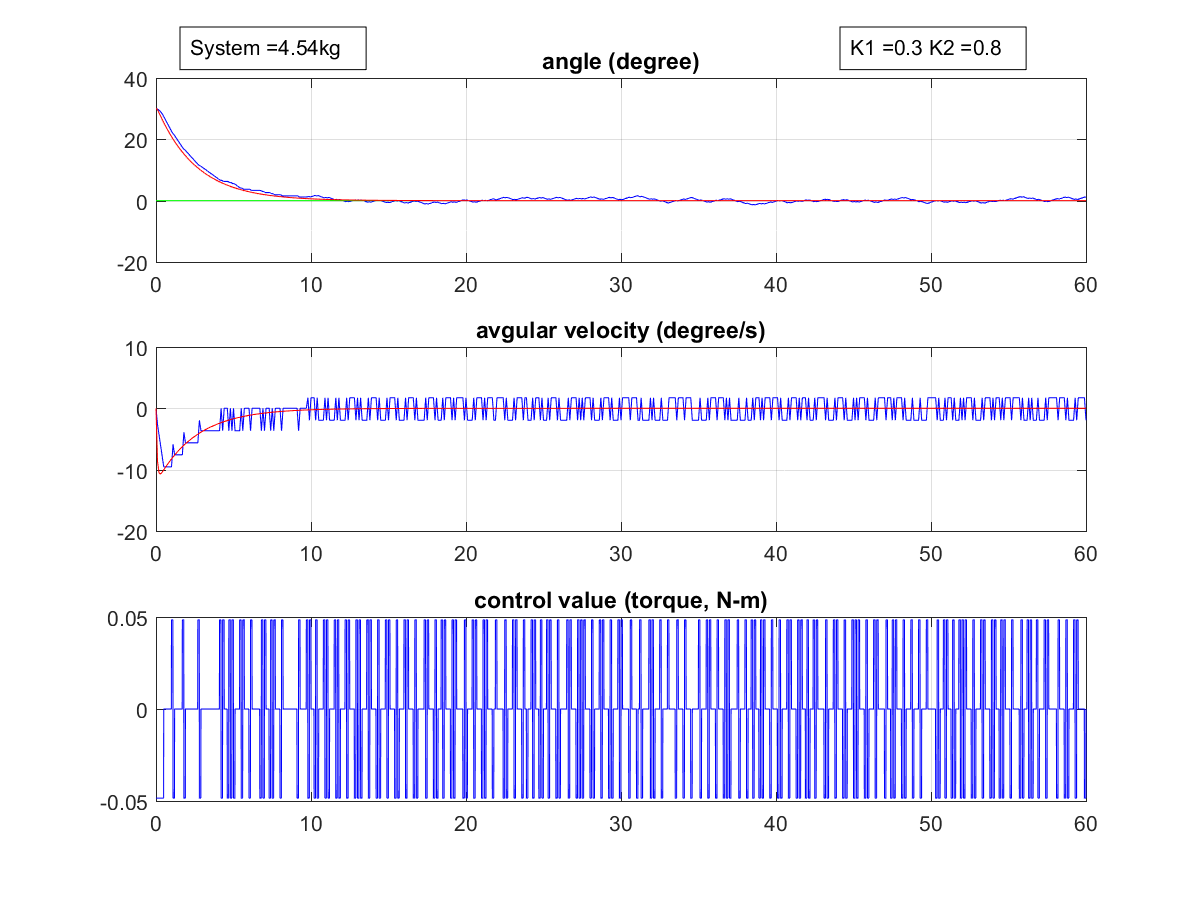 System =4.54kg
K1 =0.3 K2 =0.8
angle (degree)
40
20
0
-20
0 10 20 30 40 50 60
avgular velocity (degree/s)
10
0
-10
-20
0 10 20 30 40 50 60
control value (torque, N-m)
0.05
0
-0.05
0 10 20 30 40 50 60